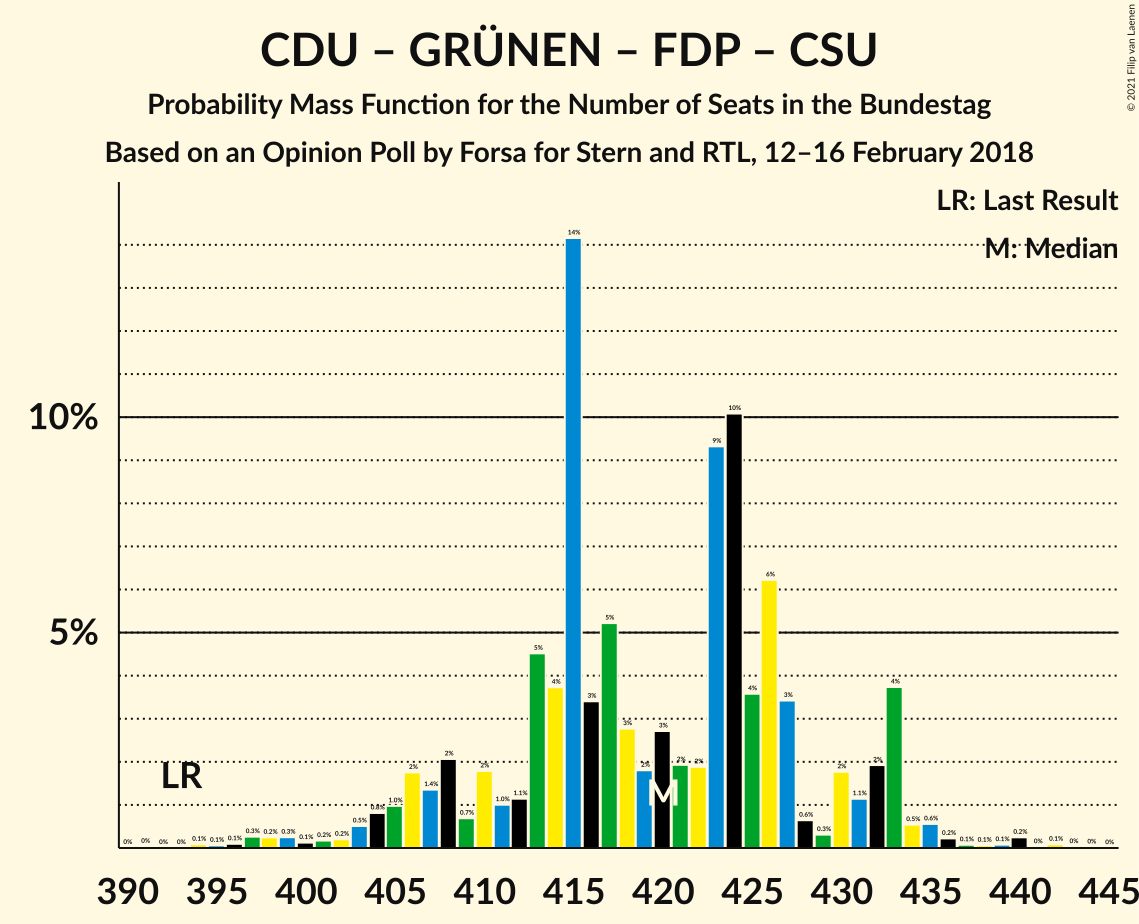 CDU – GRÜNEN – FDP – CSU
Probability Mass Function for the Number of Seats in the Bundestag
Based on an Opinion Poll by Forsa for Stern and RTL, 12–16 February 2018
© 2021 Filip van Laenen
LR: Last Result
M: Median
10%
5%
LR
M
0% 0% 0% 0% 0.1% 0.1% 0.1% 0.3% 0.2% 0.3% 0.1% 0.2% 0.2% 0.5% 0.8% 1.0% 2% 1.4% 2% 0.7% 2% 1.0% 1.1% 5% 4% 14% 3% 5% 3% 2% 3% 2% 2% 9% 10% 4% 6% 3% 0.6% 0.3% 2% 1.1% 2% 4% 0.5% 0.6% 0.2% 0.1% 0.1% 0.1% 0.2% 0% 0.1% 0% 0% 0%
390 395 400 405 410 415 420 425 430 435 440 445